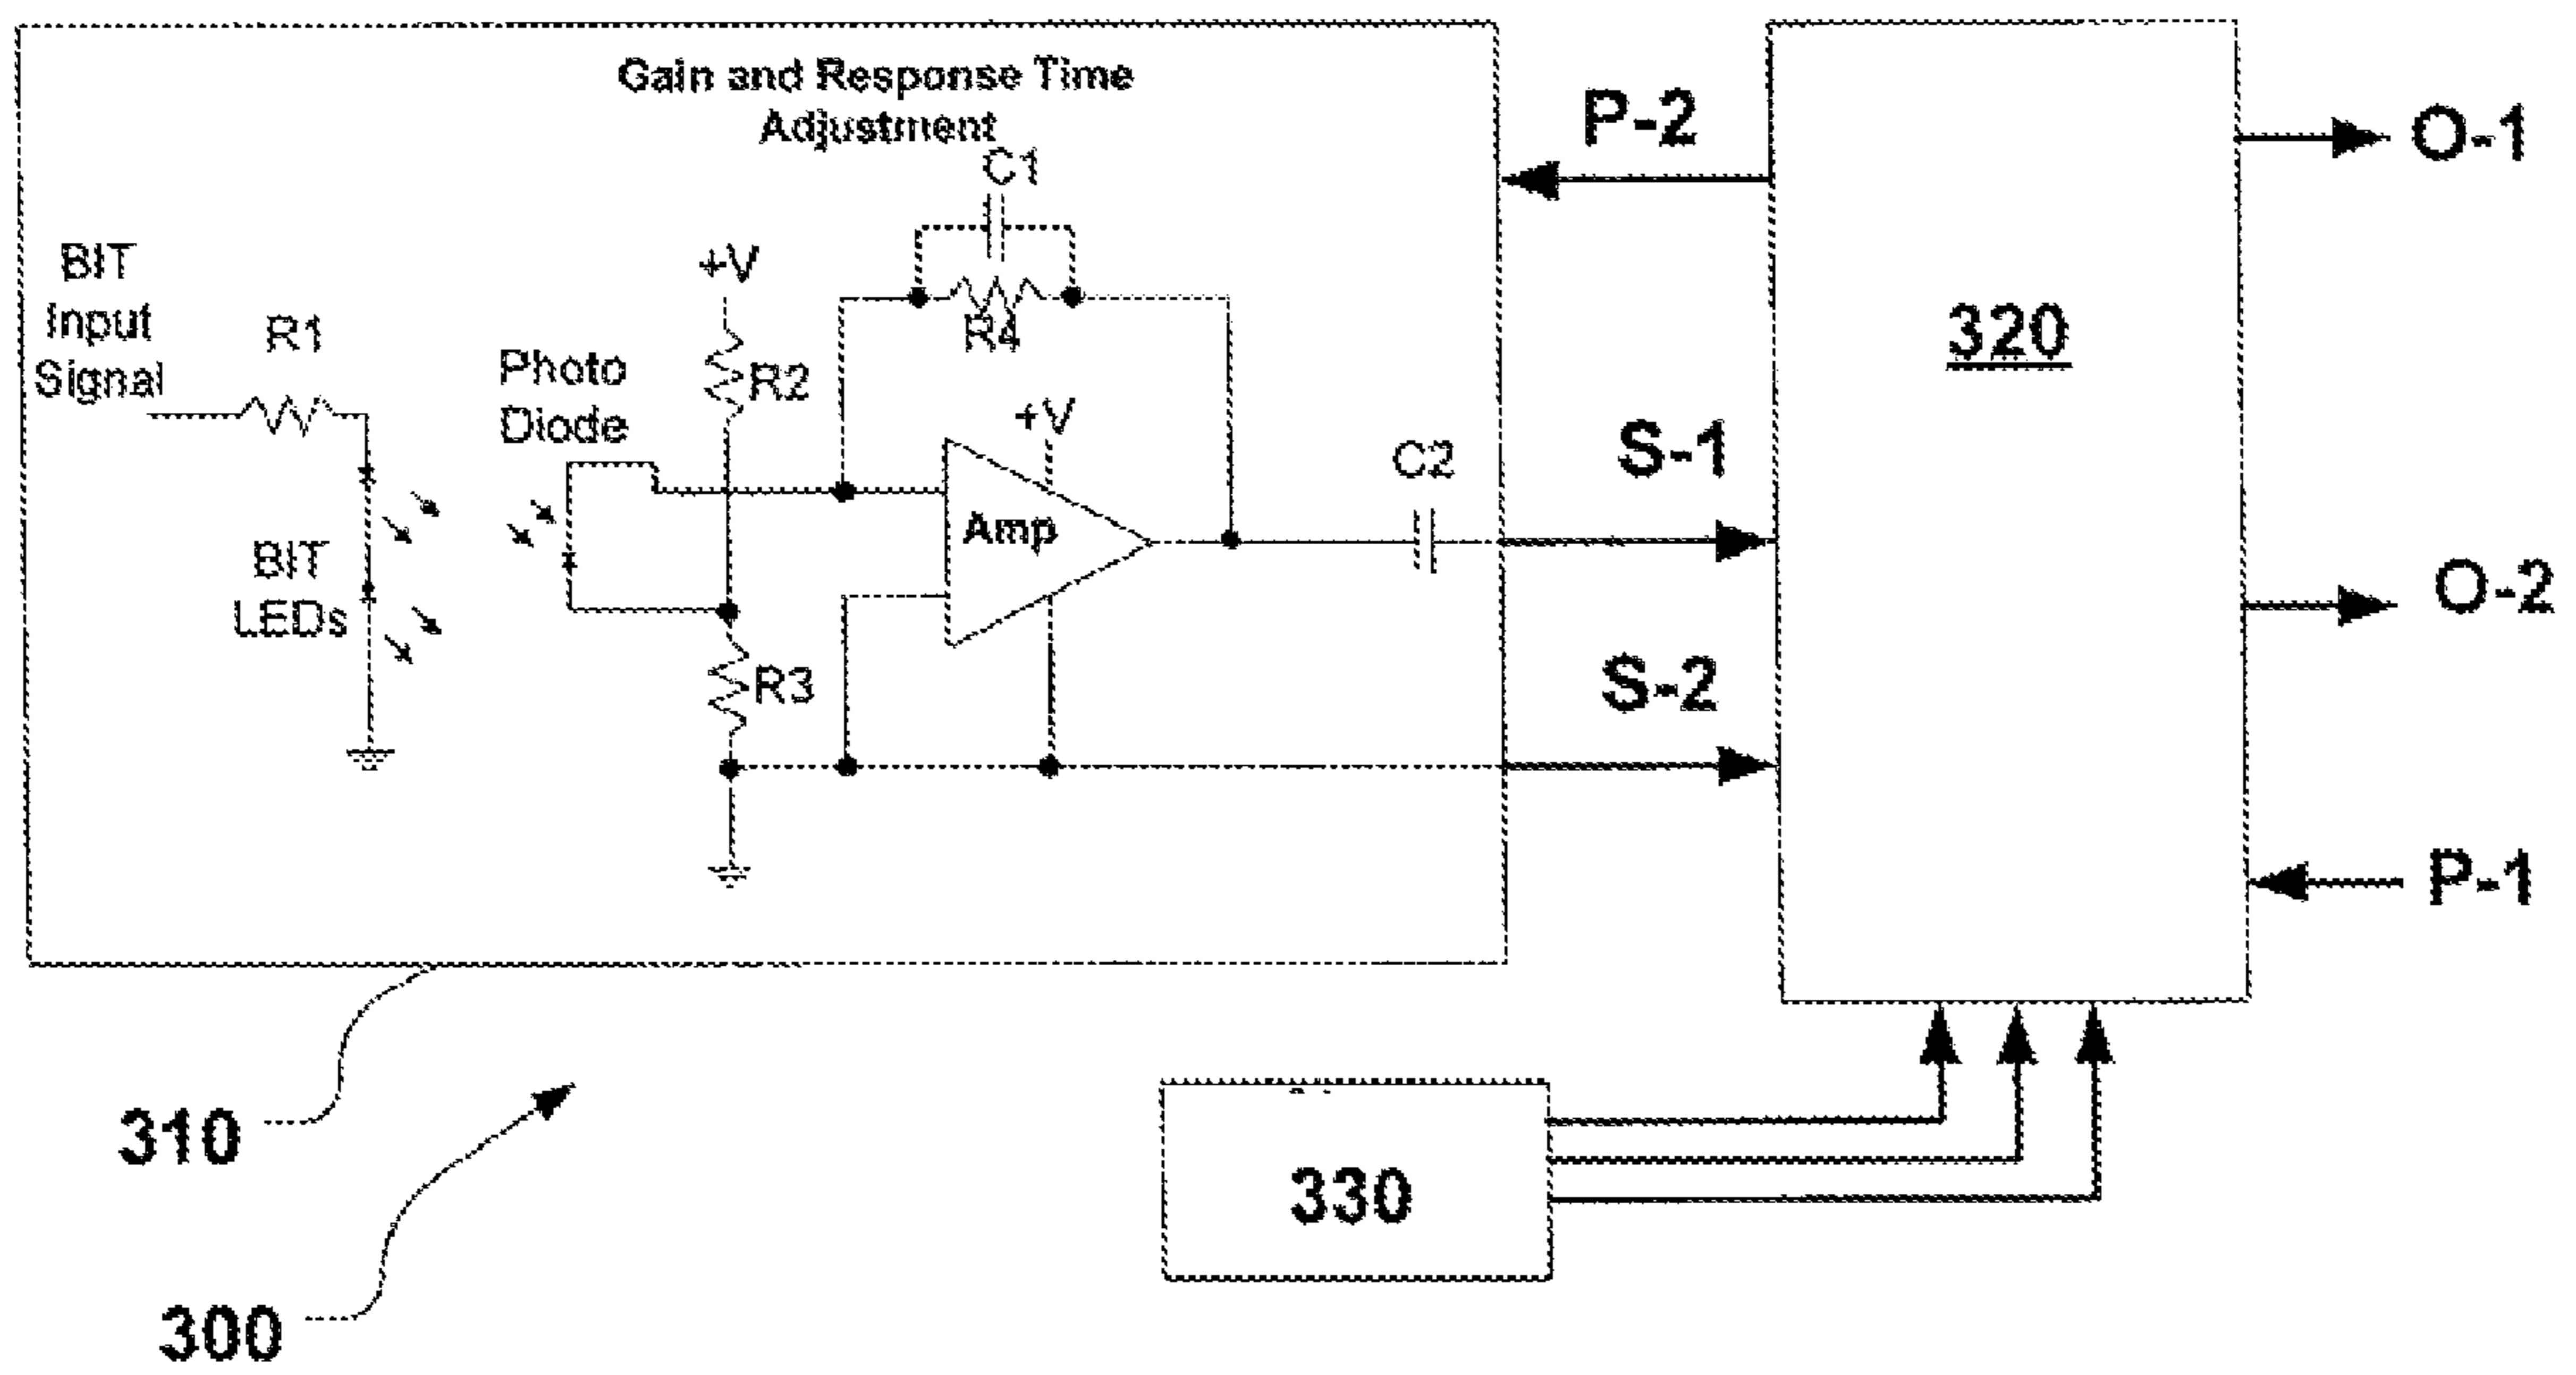 Gain and Response Time
Adjustment
C1
R4
BIT
Input
Signal
R1
BIT
LEDs
Photo
Diode
+V
R2
R3
+V
Amp
C2
P-2
S-1
S-2
320
O-1
O-2
P-1
310
300
330